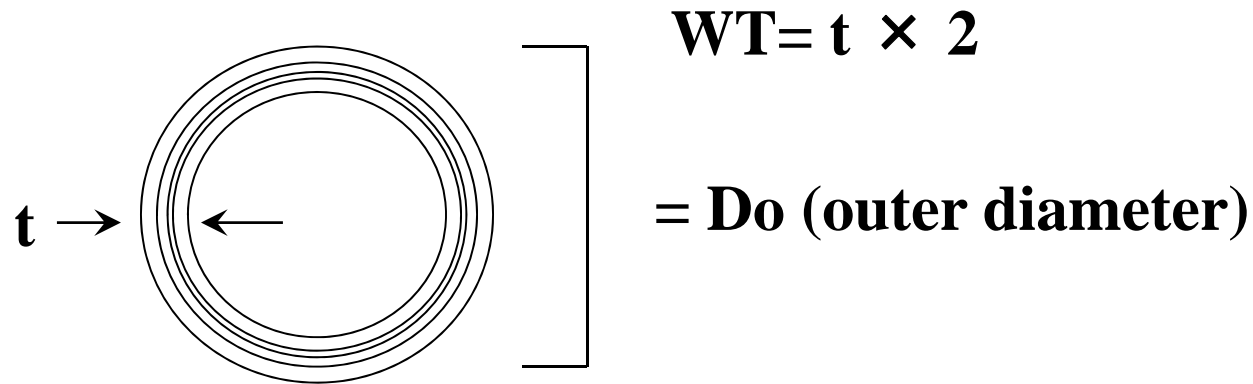 WT= t × 2
= Do (outer diameter)
t